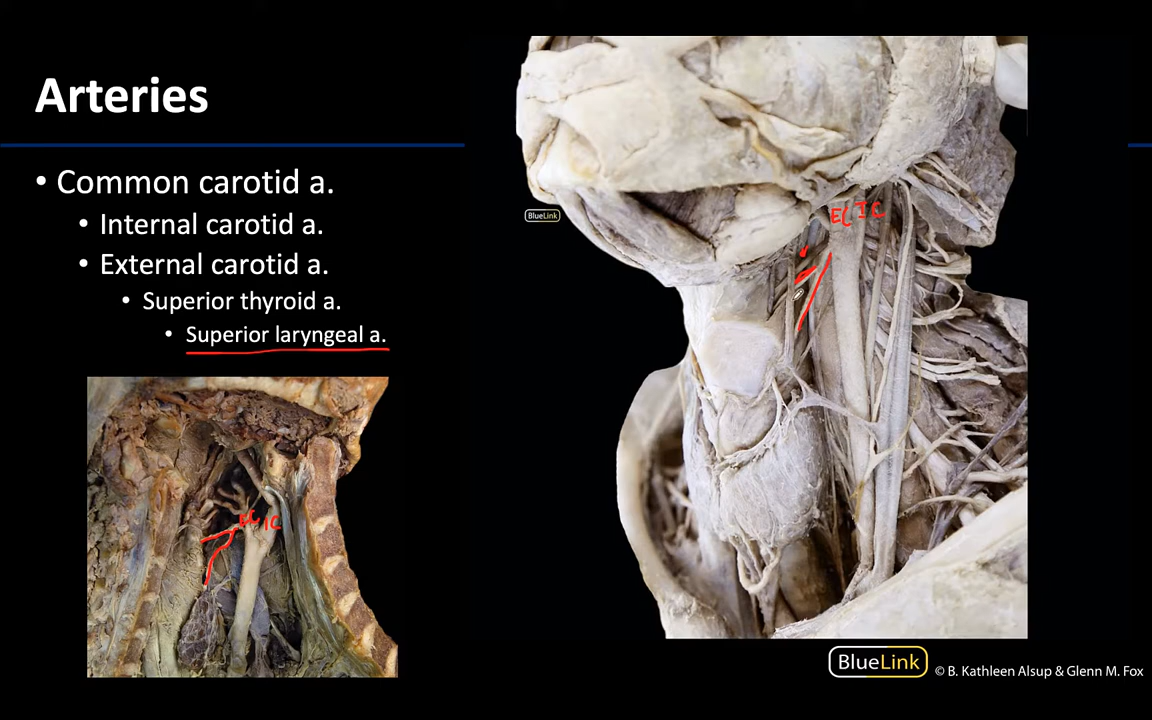 Arteries
• Common carotid a.
• Internal carotid a.
• External carotid a.
• Superior thyroid a.
• Superior laryngeal a.
BlueLink
EC IC
EC IC
BlueLink
© B. Kathleen Alsup & Glenn M. Fox